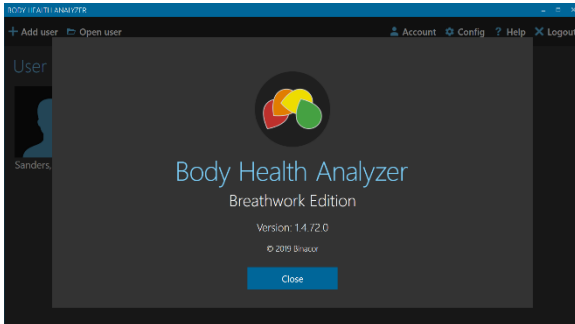 BODY HEALTH ANALYZER
Add user Open user Account Config Help Logout
User
Sanders,
Body Health Analyzer
Breathwork Edition
Version: 1.4.72.0
© 2019 Binacor
Close